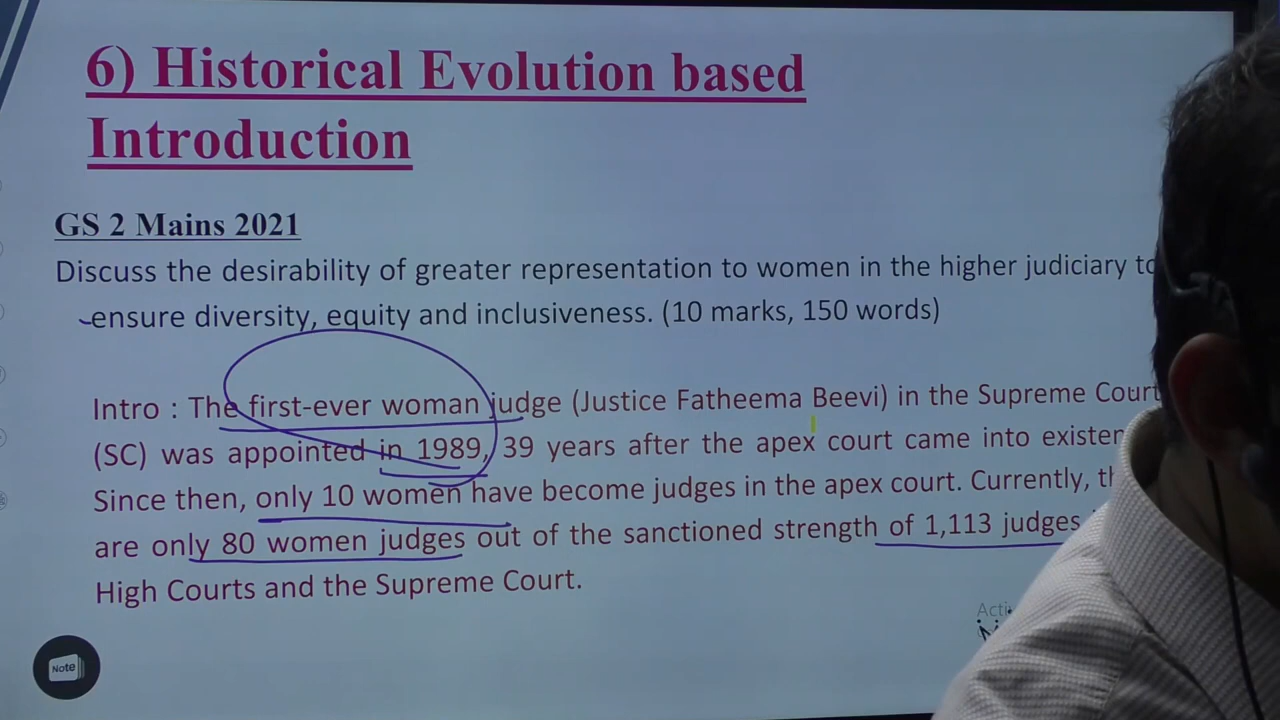 6) Historical Evolution based
Introduction
GS 2 Mains 2021
Discuss the desirability of greater representation to women in the higher judiciary to
ensure diversity, equity and inclusiveness. (10 marks, 150 words)
Intro : The first-ever woman judge (Justice Fatheema Beevi) in the Supreme Court
(SC) was appointed in 1989, 39 years after the apex court came into
Since then, only 10 women have become judges in the apex court. Currently,
are only 80 women judges out of the sanctioned strength of 1,113 judges
High Courts and the Supreme Court.
Note